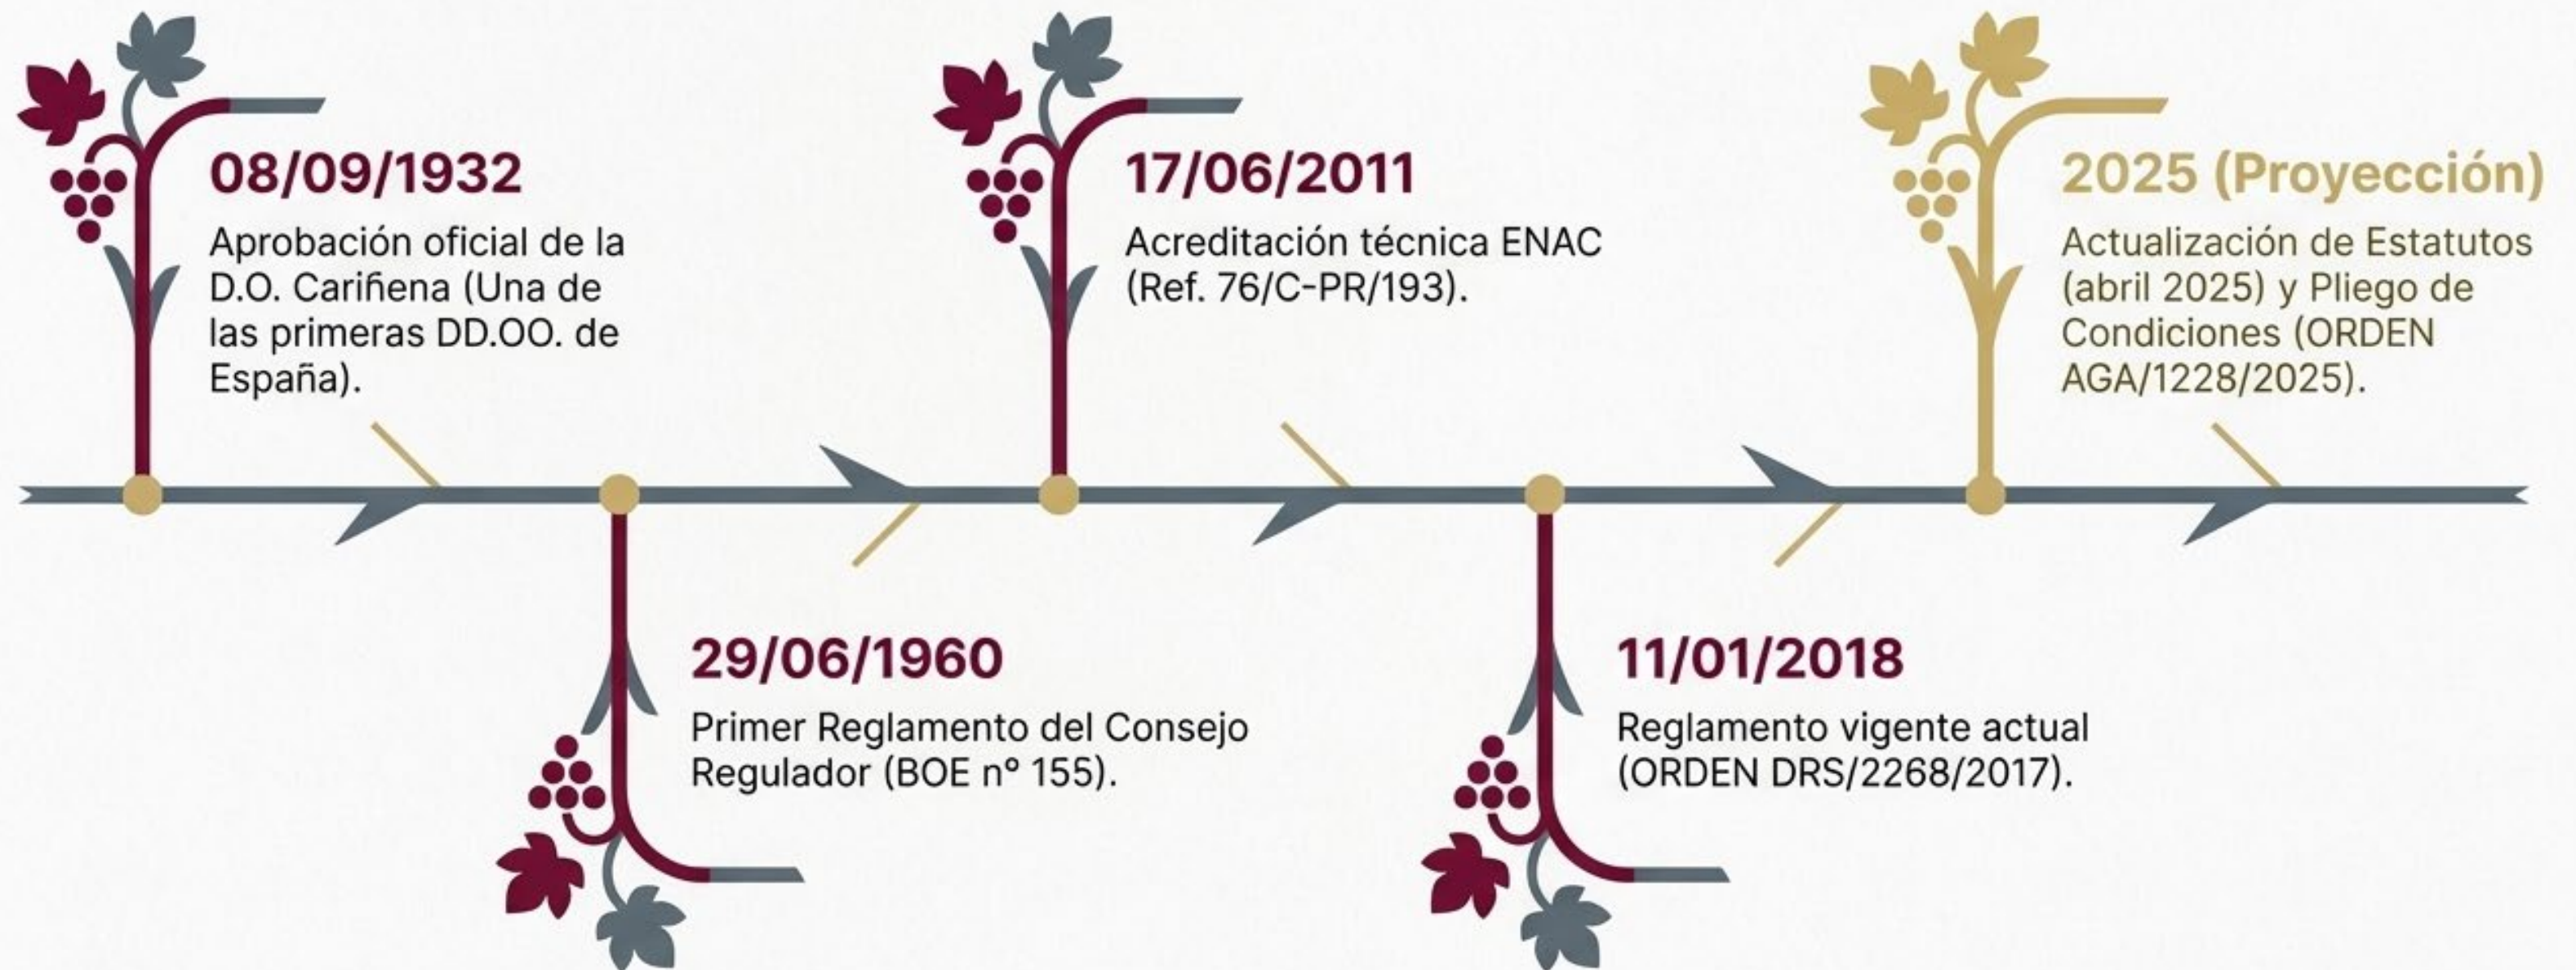 08/09/1932
Aprobación oficial de la
D.O. Cariñena (Una de
las primeras DD.OO. de
España).
29/06/1960
Primer Reglamento del Consejo
Regulador (BOE nº 155).
17/06/2011
Acreditación técnica ENAC
(Ref. 76/C-PR/193).
11/01/2018
Reglamento vigente actual
(ORDEN DRS/2268/2017).
2025 (Proyección)
Actualización de Estatutos
(abril 2025) y Pliego de
Condiciones (ORDEN
AGA/1228/2025).